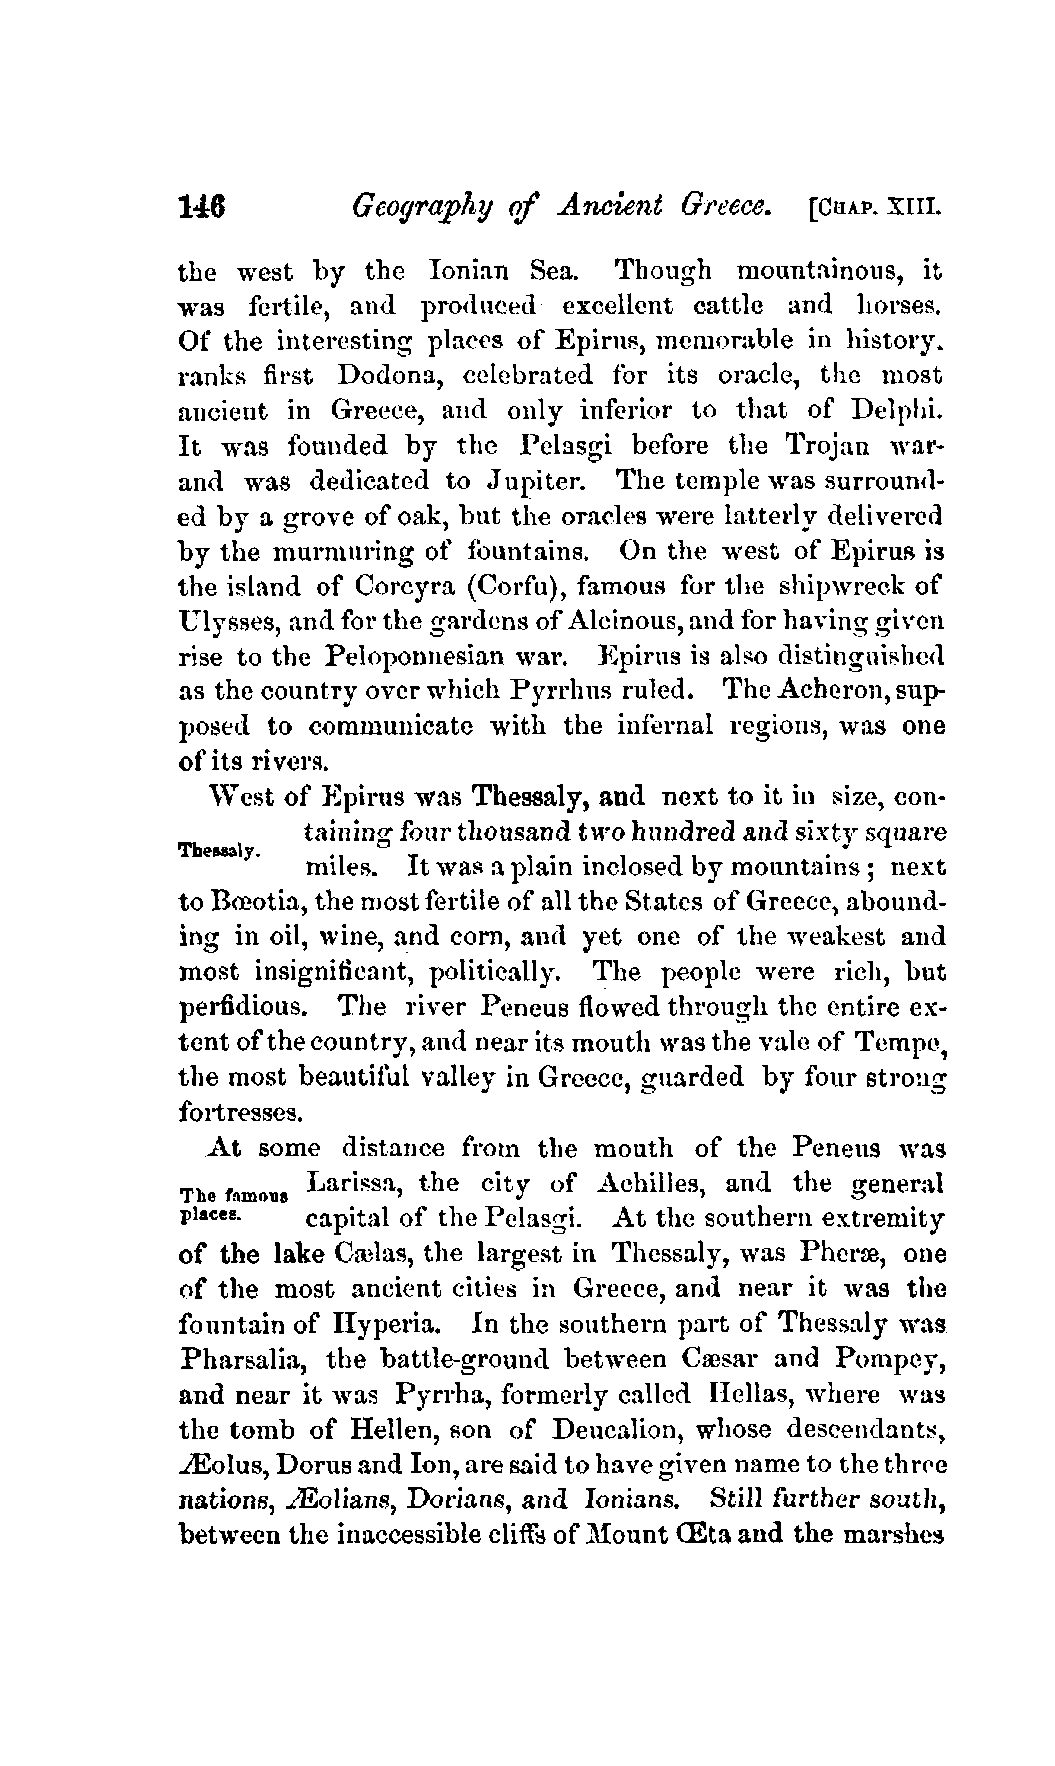 146 Geography of Ancient Greece. [CHAP. XIII.
the west by the Ionian Sea. Though mountainous, it
was fertile, and produced excellent cattle and horses.
Of the interesting places of Epirus, memorable in history.
ranks first Dodona, celebrated for its oracle, the most
ancient in Greece, and only inferior to that of Delphi.
It was founded by the Pelasgi before the Trojan war-
and was dedicated to Jupiter. The temple was surround-
ed by a grove of oak, but the oracles were latterly delivered
by the murmuring of fountains. On the west of Epirus is
the island of Corcyra (Corfu), famous for the shipwreck of
Ulysses, and for the gardens of Alcinous, and for having given
rise to the Peloponnesian war. Epirus is also distinguished
as the country over which Pyrrhus ruled. The Acheron, sup-
posed to communicate with the infernal regions, was one
of its rivers.
West of Epirus was Thessaly, and next to it in size, con-
taining four thousand two hundred and sixty square
Thessaly.
miles. It was a plain inclosed by mountains; next
to Bœotia, the most fertile of all the States of Greece, abound-
ing in oil, wine, and corn, and yet one of the weakest and
most insignificant, politically. The people were rich, but
perfidious. The river Peneus flowed through the entire ex-
tent of the country, and near its mouth was the vale of Tempe,
the most beautiful valley in Greece, guarded by four strong
fortresses.
At some distance from the mouth of the Peneus was
The famous Larissa, the city of Achilles, and the general
places. capital of the Pelasgi. At the southern extremity
of the lake Cælas, the largest in Thessaly, was Pheræ, one
of the most ancient cities in Greece, and near it was the
fountain of Hyperia. In the southern part of Thessaly was
Pharsalia, the battle-ground between Cæsar and Pompey,
and near it was Pyrrha, formerly called Hellas, where was
the tomb of Hellen, son of Deucalion, whose descendants,
Æolus, Dorus and Ion, are said to have given name to the three
nations, Æolians, Dorians, and Ionians. Still further south,
between the inaccessible cliffs of Mount Œta and the marshes